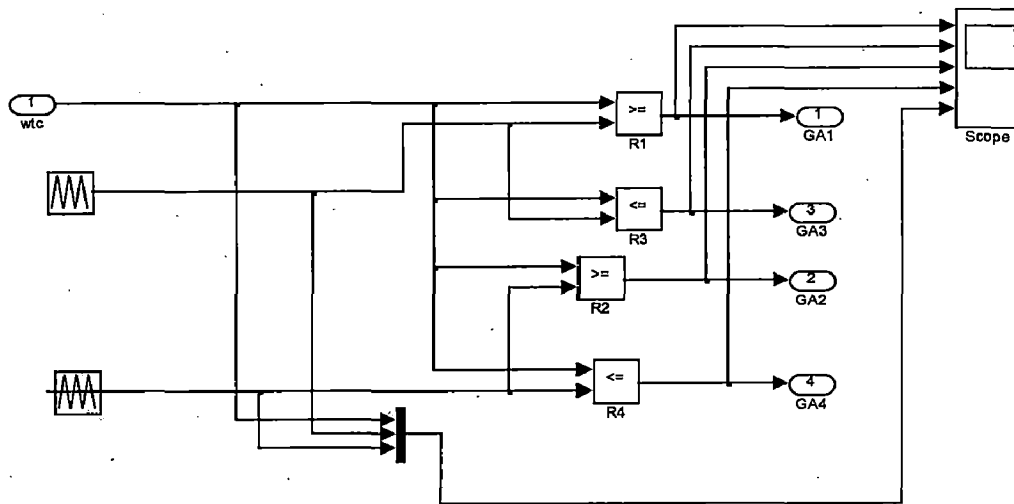 1
wtc
>=
R1
1
GA1
Scope
<=
R3
3
GA3
>=
R2
2
GA2
<=
R4
4
GA4